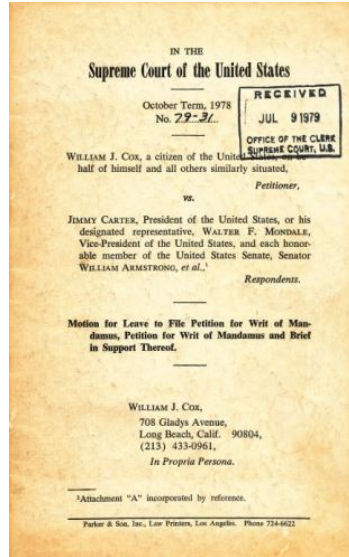 IN THE
Supreme Court of the United States
October Term, 1978
No. 79-31
RECEIVED
JUL 9 1979
OFFICE OF THE CLERK
SUPREME COURT, U.S.
WILLIAM J. COX, a citizen of the United States, on be-
half of himself and all others similarly situated,
Petitioner,
vs.
JIMMY CARTER, President of the United States, or his
designated representative, WALTER F. MONDALE,
Vice-President of the United States, and each honor-
able member of the United States Senate, Senator
WILLIAM ARMSTRONG, et al.,¹
Respondents.
Motion for Leave to File Petition for Writ of Man-
damus, Petition for Writ of Mandamus and Brief
in Support Thereof.
WILLIAM J. COX,
708 Gladys Avenue,
Long Beach, Calif. 90804,
(213) 433-0961,
In Propria Persona.
¹Attachment "A" incorporated by reference.
Parker & Son, Inc., Law Printers, Los Angeles. Phone 724-6622